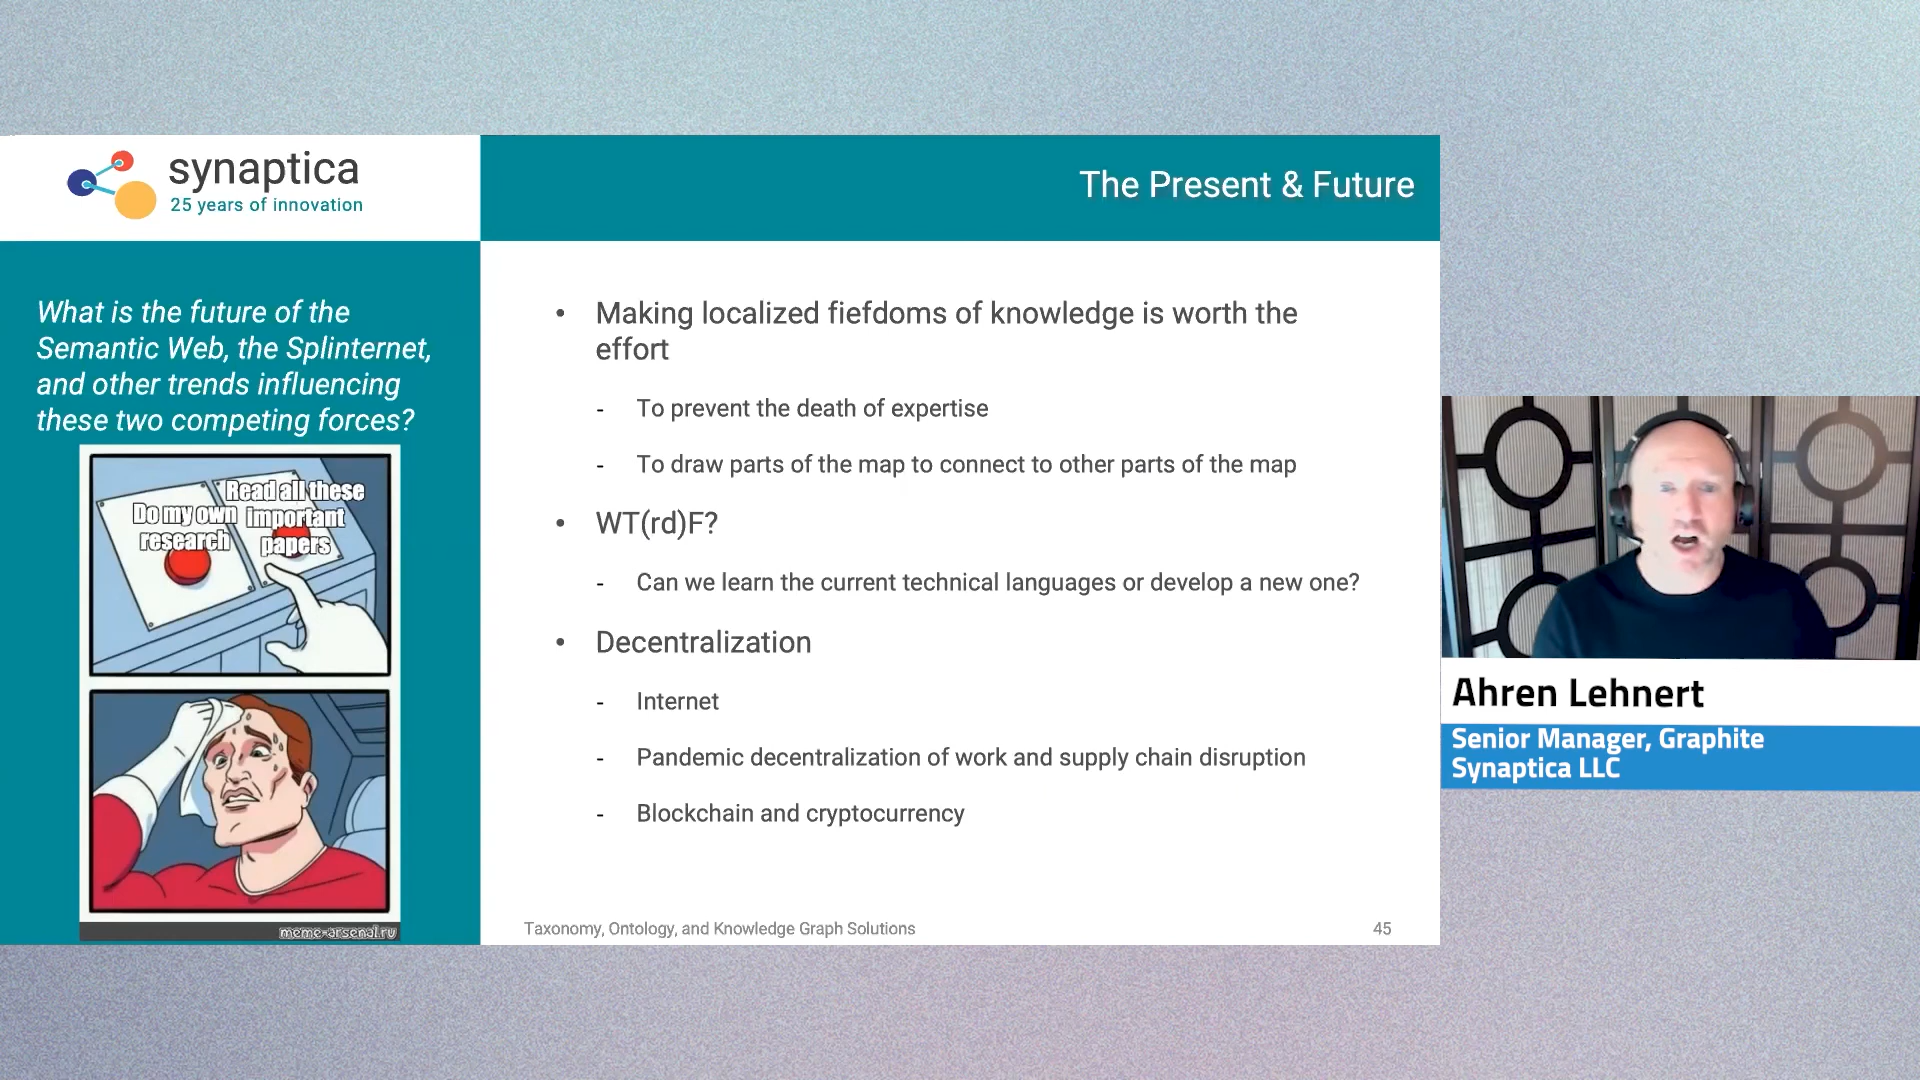 synaptica
25 years of innovation
The Present & Future
What is the future of the
Semantic Web, the Splinternet,
and other trends influencing
these two competing forces?
Do my own
research
Read all these
important
papers
meme-arsenal.ru
• Making localized fiefdoms of knowledge is worth the
effort
- To prevent the death of expertise
- To draw parts of the map to connect to other parts of the map
• WT(rd)F?
- Can we learn the current technical languages or develop a new one?
• Decentralization
- Internet
- Pandemic decentralization of work and supply chain disruption
- Blockchain and cryptocurrency
Taxonomy, Ontology, and Knowledge Graph Solutions
45
Ahren Lehnert
Senior Manager, Graphite
Synaptica LLC